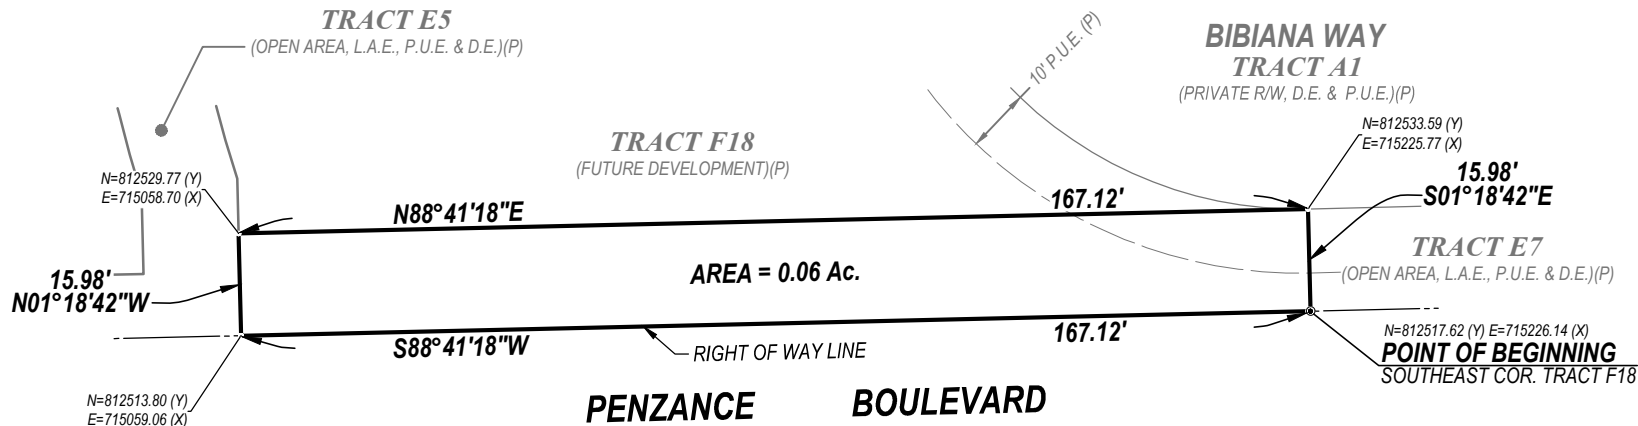 TRACT E5
(OPEN AREA, L.A.E., P.U.E. & D.E.)(P)
10' P.U.E. (P)
BIBIANA WAY
TRACT A1
(PRIVATE R/W, D.E. & P.U.E.)(P)
TRACT F18
(FUTURE DEVELOPMENT)(P)
N=812533.59 (Y)
E=715225.77 (X)
15.98'
S01°18'42"E
N=812529.77 (Y)
E=715058.70 (X)
N88°41'18"E
167.12'
TRACT E7
(OPEN AREA, L.A.E., P.U.E. & D.E.)(P)
AREA = 0.06 Ac.
15.98'
N01°18'42"W
S88°41'18"W
167.12'
RIGHT OF WAY LINE
N=812517.62 (Y) E=715226.14 (X)
POINT OF BEGINNING
SOUTHEAST COR. TRACT F18
N=812513.80 (Y)
E=715059.06 (X)
PENZANCE BOULEVARD